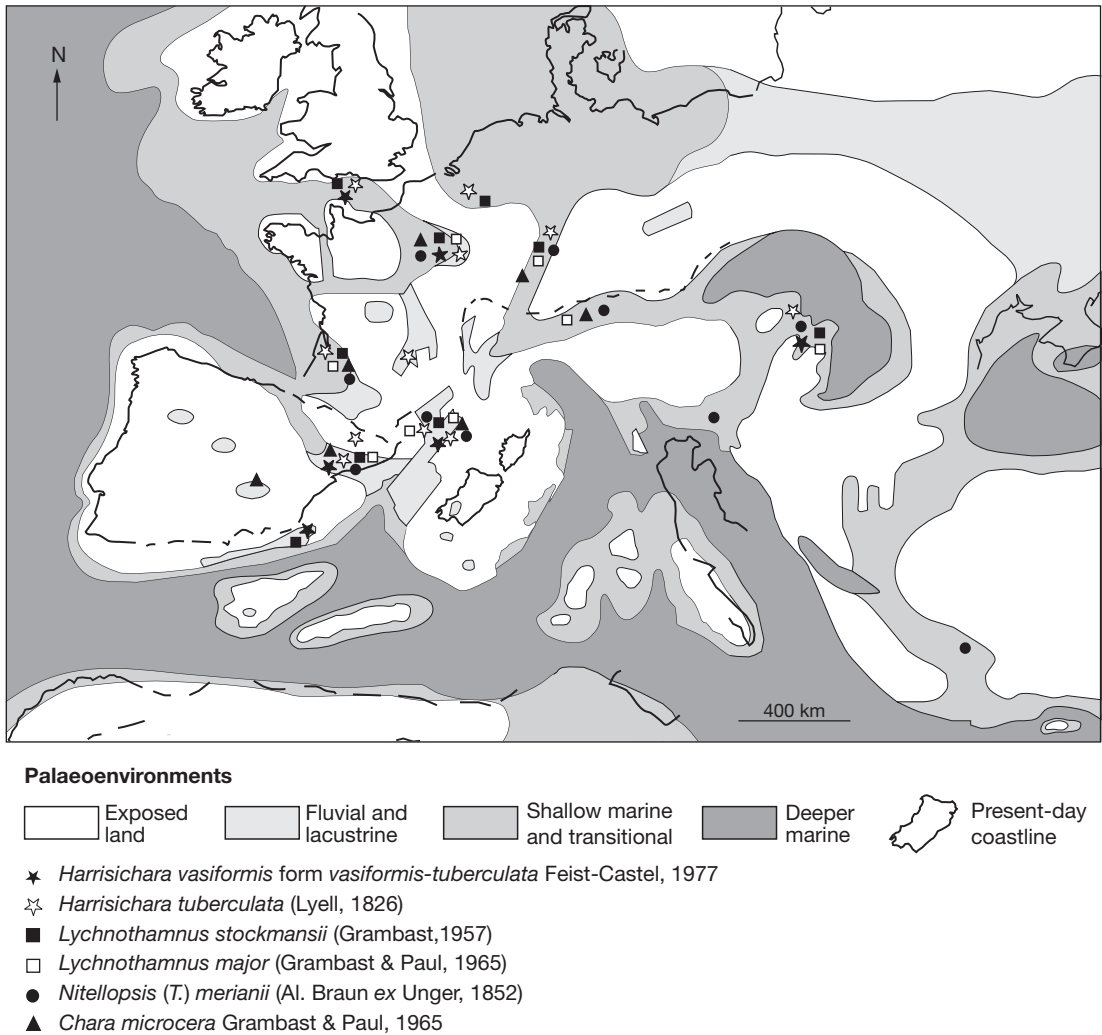 N
400 km
Palaeoenvironments
Exposed
land
Fluvial and
lacustrine
Shallow marine
and transitional
Deeper
marine
Present-day
coastline
Harrisichara vasiformis form vasiformis-tuberculata Feist-Castel, 1977
Harrisichara tuberculata (Lyell, 1826)
Lychnothamnus stockmansii (Grambast,1957)
Lychnothamnus major (Grambast & Paul, 1965)
Nitellopsis (T.) merianii (Al. Braun ex Unger, 1852)
Chara microcera Grambast & Paul, 1965